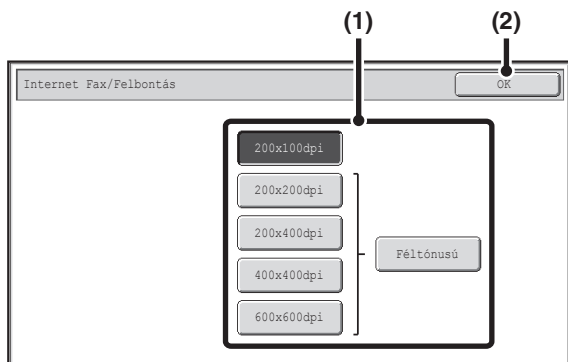 (1)
(2)
Internet Fax/Felbontás
OK
200x100dpi
200x200dpi
200x400dpi
Féltónusú
400x400dpi
600x600dpi